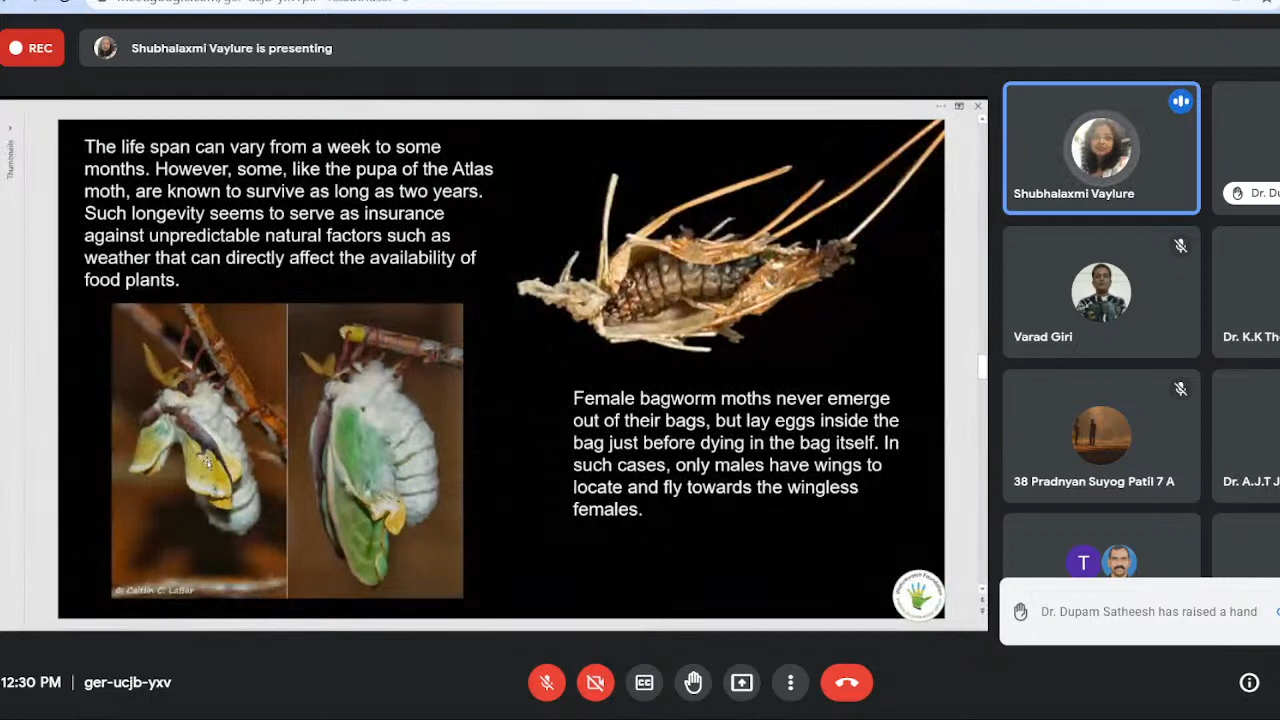 REC
Shubhalaxmi Vaylure is presenting
Thumbnails
The life span can vary from a week to some
months. However, some, like the pupa of the Atlas
moth, are known to survive as long as two years.
Such longevity seems to serve as insurance
against unpredictable natural factors such as
weather that can directly affect the availability of
food plants.
© Caitlin C. LaBar
Female bagworm moths never emerge
out of their bags, but lay eggs inside the
bag just before dying in the bag itself. In
such cases, only males have wings to
locate and fly towards the wingless
females.
Shubhalaxmi Vaylure
Dr. Du
Varad Giri
Dr. K.K Th
38 Pradnyan Suyog Patil 7 A
Dr. A.J.T J
T
Dr. Dupam Satheesh has raised a hand
12:30 PM | ger-ucjb-yxv